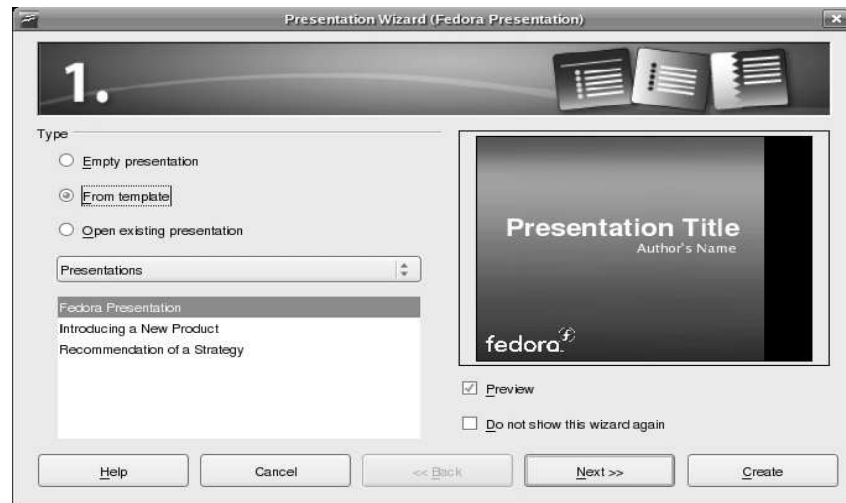 Presentation Wizard (Fedora Presentation)
1.
Type
Empty presentation
From template
Open existing presentation
Presentations
Fedora Presentation
Introducing a New Product
Recommendation of a Strategy
Presentation Title
Author's Name
fedora
Preview
Do not show this wizard again
Help
Cancel
<< Back
Next >>
Create